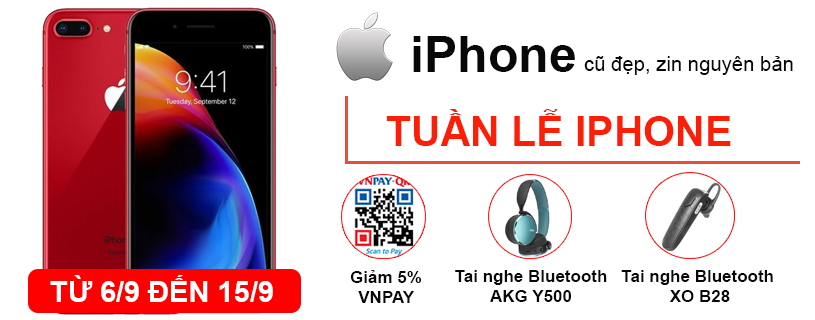 iPhone cũ đẹp, zin nguyên bản
TUẦN LỄ IPHONE
9:41
Tuesday, September 12
100%
iPhone
VNPAY-QR
Scan to Pay
Giảm 5%
VNPAY
Tai nghe Bluetooth
AKG Y500
Tai nghe Bluetooth
XO B28
TỪ 6/9 ĐẾN 15/9